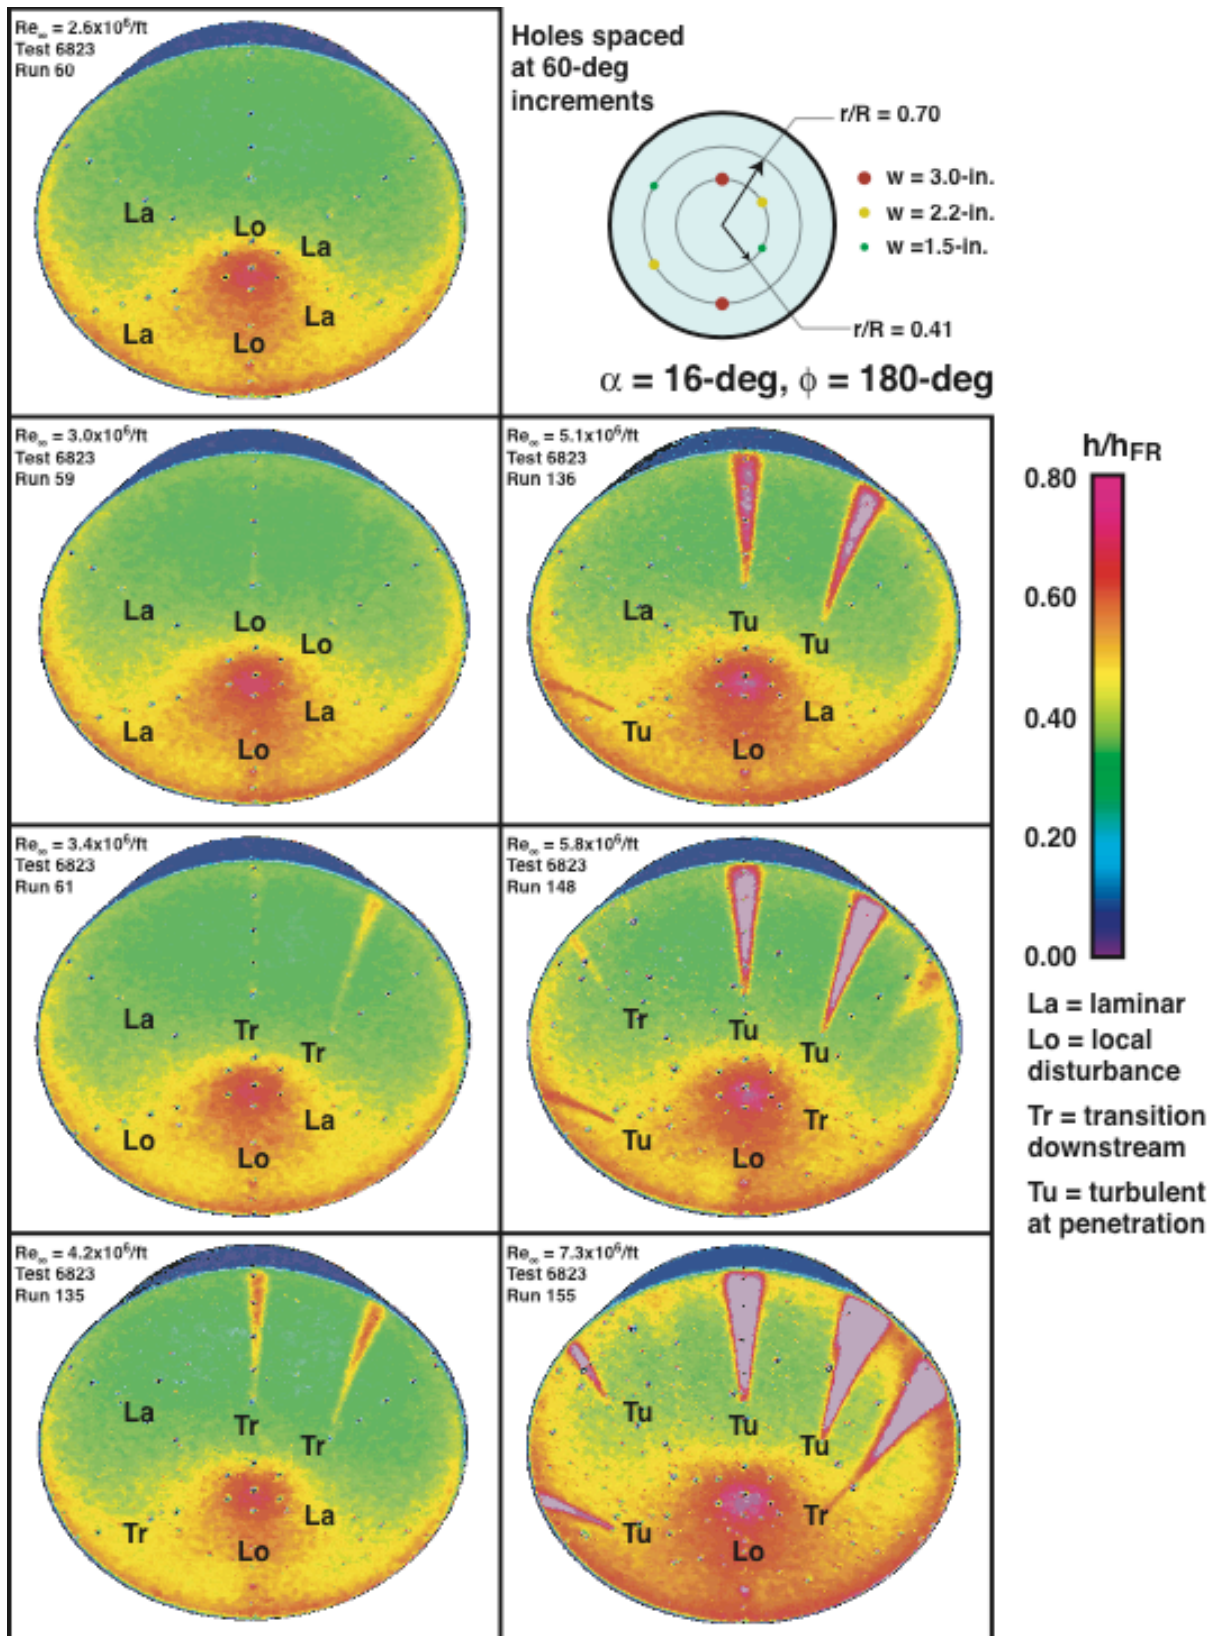 Re∞ = 2.6x10⁶/ft
Test 6823
Run 60
La
Lo
La
La
La
Lo
Holes spaced
at 60-deg
increments
r/R = 0.70
w = 3.0-in.
w = 2.2-in.
w =1.5-in.
r/R = 0.41
α = 16-deg, ϕ = 180-deg
Re∞ = 3.0x10⁶/ft
Test 6823
Run 59
La
Lo
Lo
La
La
Lo
Re∞ = 5.1x10⁶/ft
Test 6823
Run 136
La
Tu
Tu
La
Tu
Lo
Re∞ = 3.4x10⁶/ft
Test 6823
Run 61
La
Tr
Tr
La
Lo
Lo
Re∞ = 5.8x10⁶/ft
Test 6823
Run 148
Tr
Tu
Tu
Tr
Tu
Lo
Re∞ = 4.2x10⁶/ft
Test 6823
Run 135
La
Tr
Tr
La
Tr
Lo
Re∞ = 7.3x10⁶/ft
Test 6823
Run 155
Tu
Tu
Tu
Tr
Tu
Lo
h/hFR
0.80
0.60
0.40
0.20
0.00
La = laminar
Lo = local
disturbance
Tr = transition
downstream
Tu = turbulent
at penetration